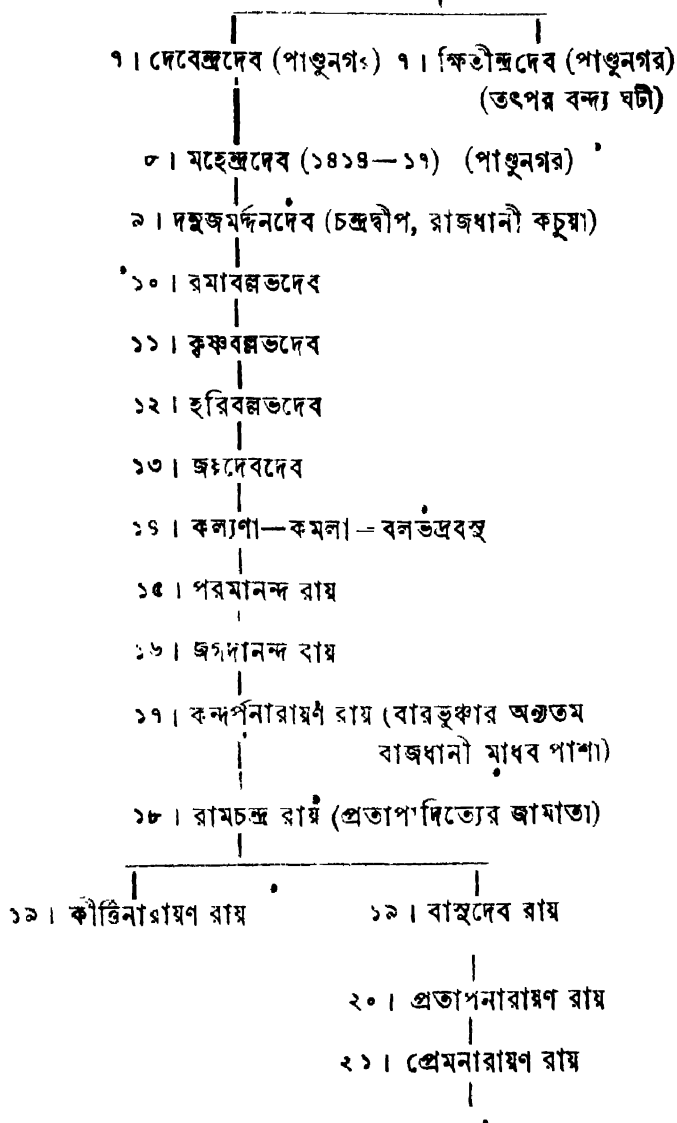 ৭। দেবেন্দ্রদেব (পাণ্ডুনগর) ৭। ক্ষিতীন্দ্রদেব (পাণ্ডুনগর)
(তৎপর বন্দ্য ঘটী)
৮। মহেন্দ্রদেব (১৪১৪—১৭) (পাণ্ডুনগর)
৯। দনুজমর্দ্দনদেব (চন্দ্রদ্বীপ, রাজধানী কচুয়া)
১০। রমাবল্লভদেব
১১। কৃষ্ণবল্লভদেব
১২। হরিবল্লভদেব
১৩। জয়দেবদেব
১৪। কল্যণা—কমলা = বলভদ্রবসু
১৫। পরমানন্দ রায়
১৬। জগদানন্দ রায়
১৭। কন্দর্পনারায়ণ রায় (বারভুঞার অন্যতম
রাজধানী মাধব পাশা)
১৮। রামচন্দ্র রায় (প্রতাপাদিত্যের জামাতা)
১৯। কীর্ত্তিনারায়ণ রায় ১৯। বাসুদেব রায়
২০। প্রতাপনারায়ণ রায়
২১। প্রেমনারায়ণ রায়